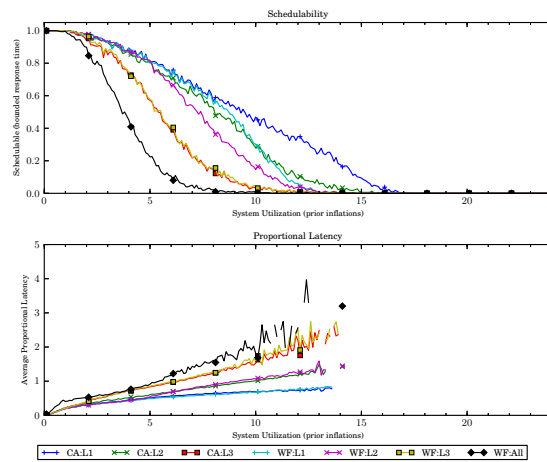 Schedulability
1.0
0.8
0.6
0.4
0.2
0.0
Schedulable (bounded response time)
0 5 10 15 20
System Utilization (prior inflations)
Proportional Latency
5
4
3
2
1
0
Average Proportional Latency
0 5 10 15 20
System Utilization (prior inflations)
CA:L1 CA:L2 CA:L3 WF:L1 WF:L2 WF:L3 WF:All